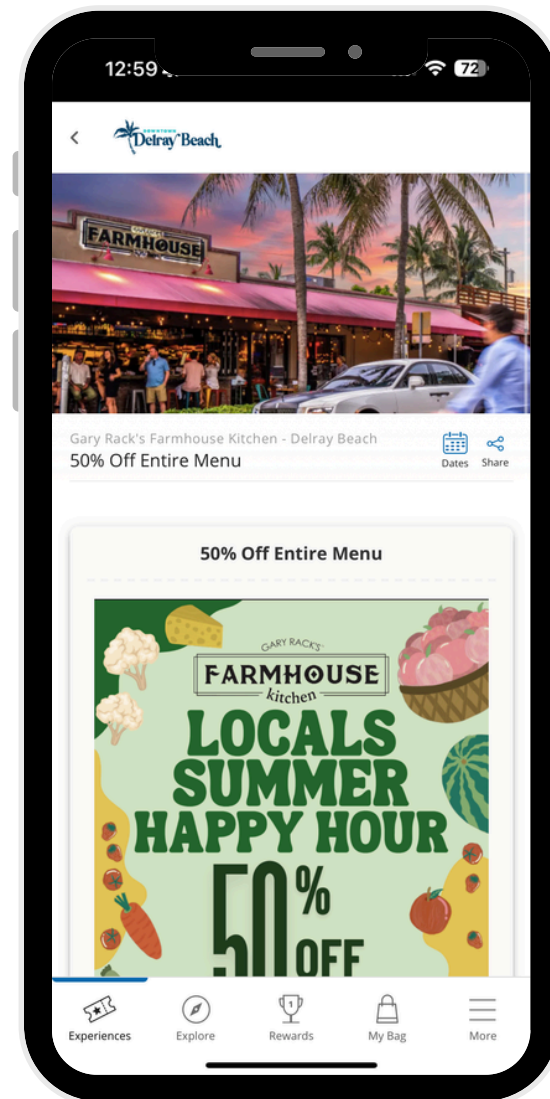 12:59
72
DOWNTOWN
Delray Beach
FARMHOUSE
Gary Rack's Farmhouse Kitchen - Delray Beach
50% Off Entire Menu
Dates
Share
50% Off Entire Menu
GARY RACK'S
FARMHOUSE
kitchen
LOCALS
SUMMER
HAPPY HOUR
50%
OFF
1
Experiences
Explore
Rewards
My Bag
More